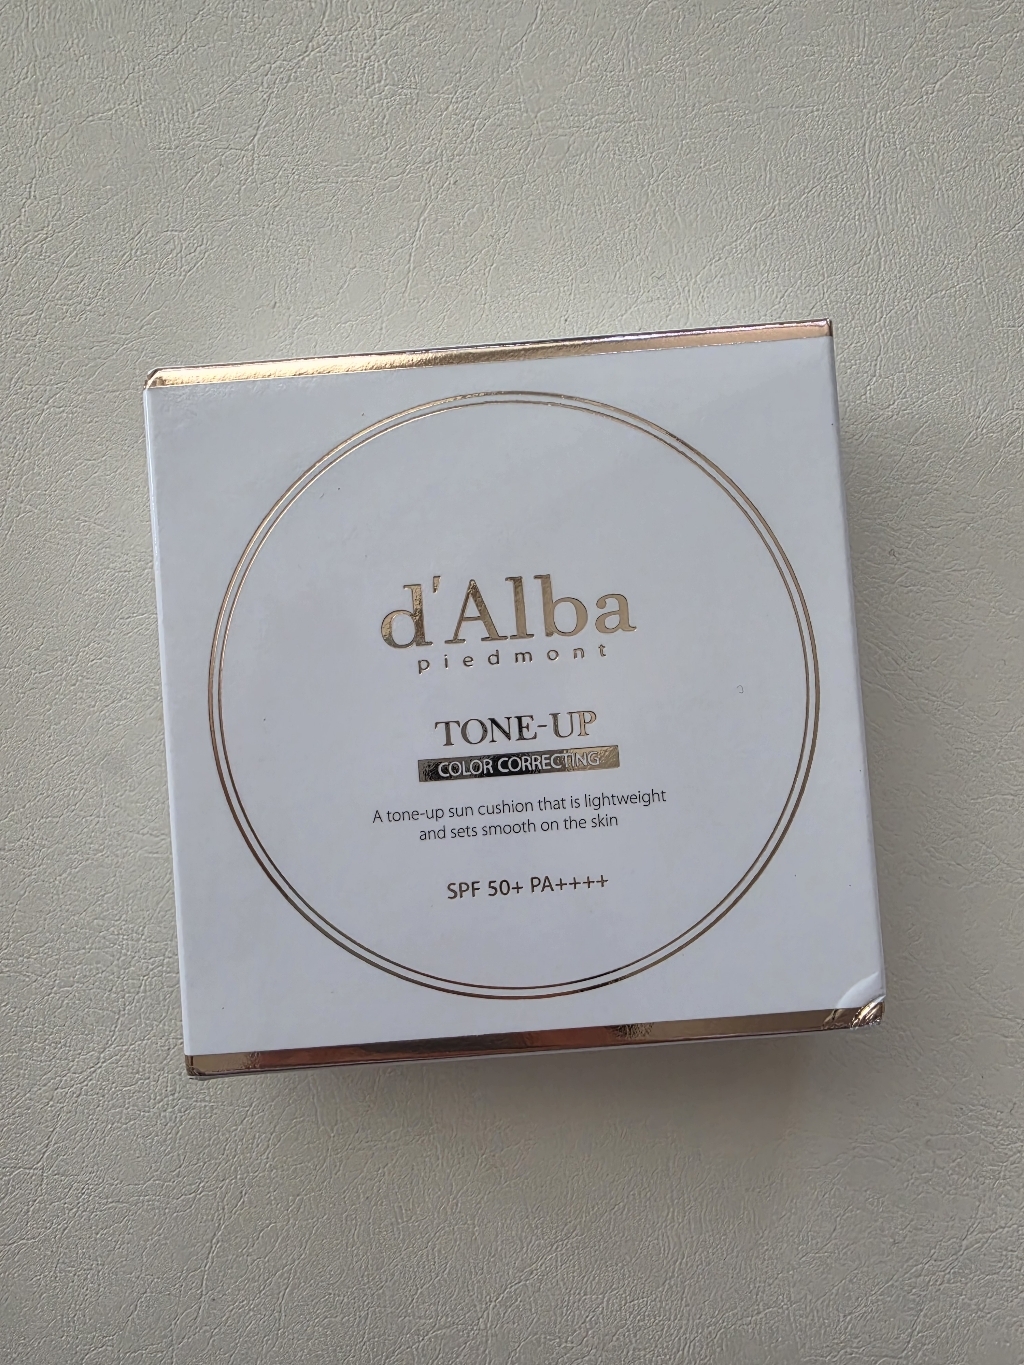 d'Alba
piedmont
TONE-UP
COLOR CORRECTING
A tone-up sun cushion that is lightweight
and sets smooth on the skin
SPF 50+ PA++++